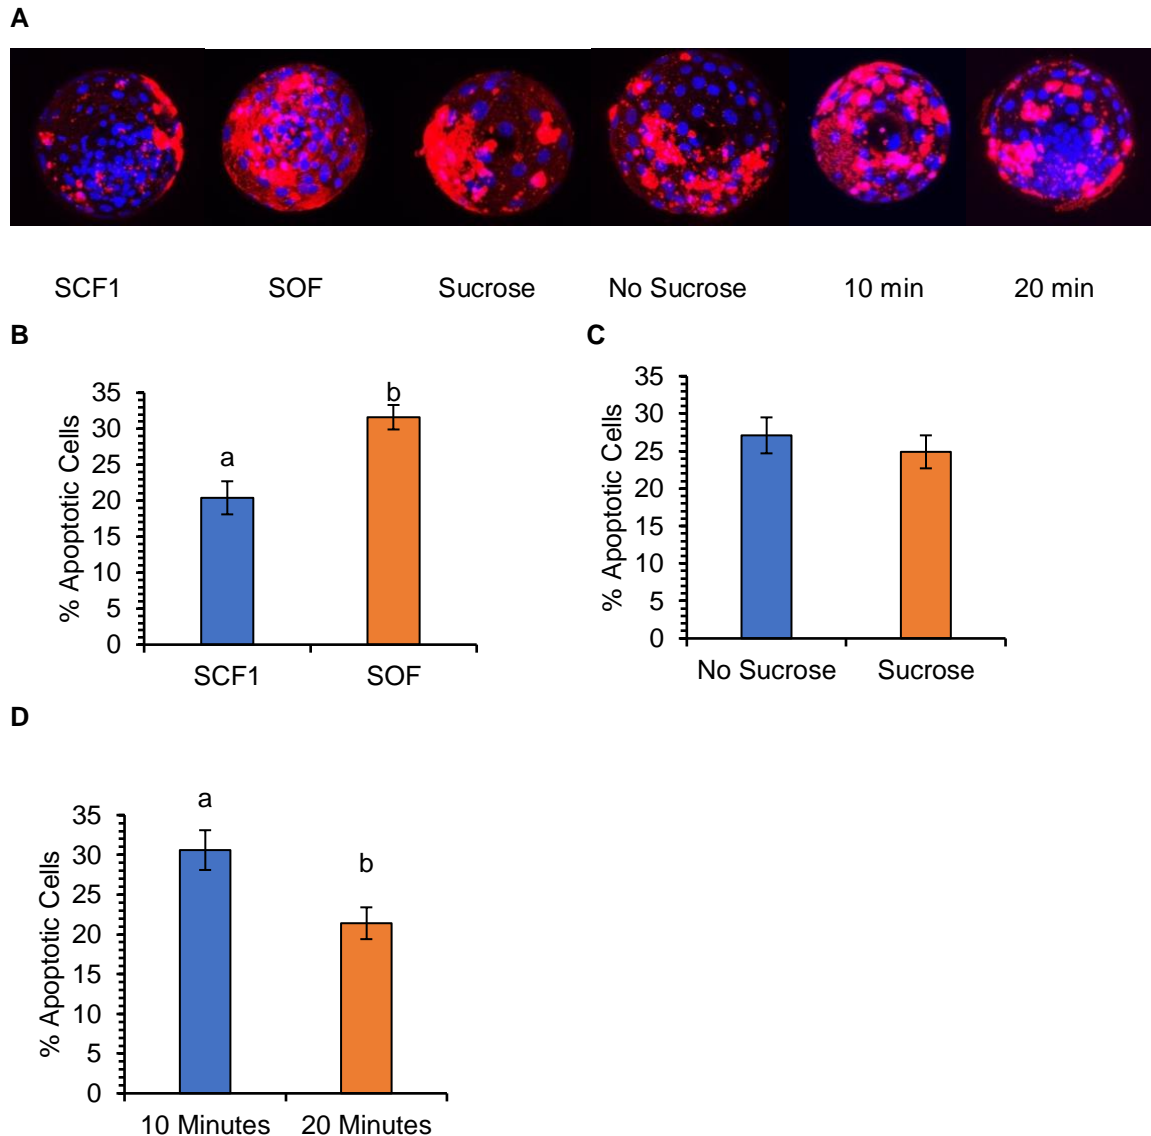 A
SCF1 SOF Sucrose No Sucrose 10 min 20 min
B
% Apoptotic Cells
35
30
25
20
15
10
5
0
a
b
SCF1 SOF
C
% Apoptotic Cells
35
30
25
20
15
10
5
0
No Sucrose Sucrose
D
% Apoptotic Cells
35
30
25
20
15
10
5
0
a
b
10 Minutes 20 Minutes